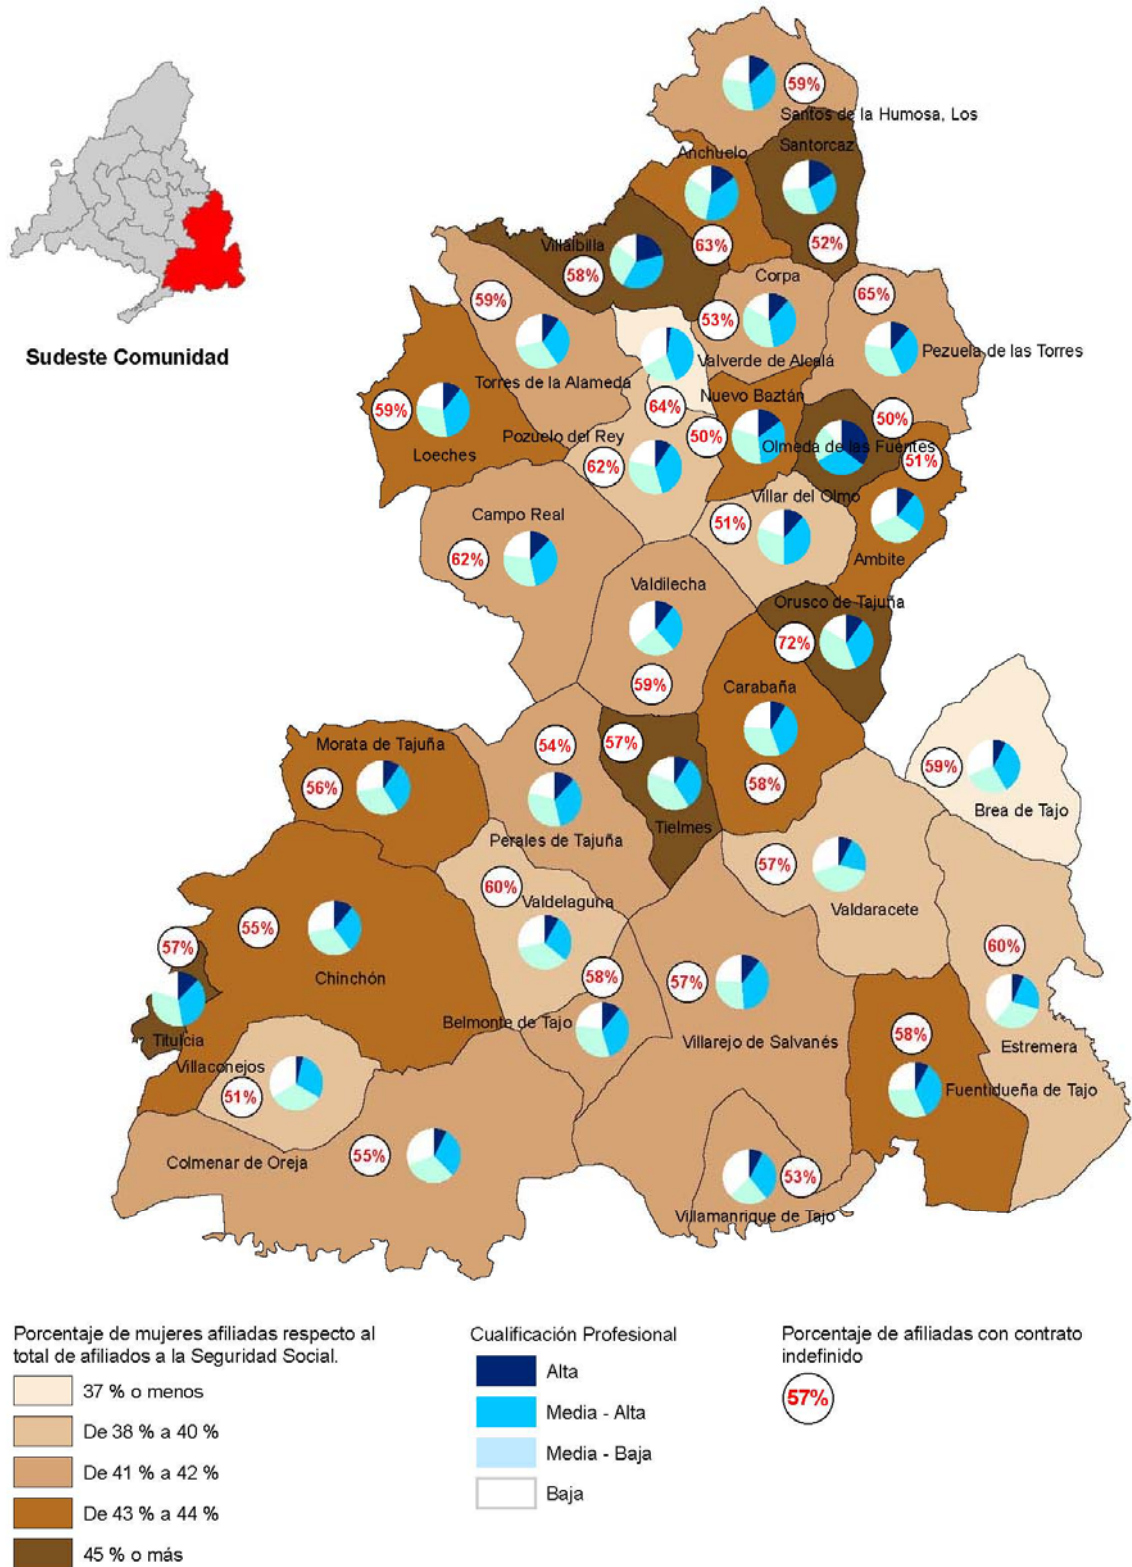 59%
Santos de la Humosa, Los
Anchuelo
Santorcaz
Villalbilla
63%
52%
58%
Corpa
65%
59%
53%
Valverde de Alcalá
Pezuela de las Torres
Sudeste Comunidad
Torres de la Alameda
Nuevo Baztán
59%
64%
50%
50%
Pozuelo del Rey
Olmeda de las Fuentes
Loeches
62%
51%
Villar del Olmo
Campo Real
51%
62%
Ambite
Valdilecha
Orusco de Tajuña
72%
59%
Carabaña
Morata de Tajuña
54%
57%
59%
56%
58%
Brea de Tajo
Tielmes
Perales de Tajuña
57%
60%
Valdelaguna
Valdaracete
55%
57%
60%
58%
57%
Chinchón
Belmonte de Tajo
Titulcia
Villarejo de Salvanés
58%
Estremera
Villaconejos
51%
Fuentidueña de Tajo
Colmenar de Oreja
55%
53%
Villamanrique de Tajo
Porcentaje de mujeres afiliadas respecto al
total de afiliados a la Seguridad Social.
37 % o menos
De 38 % a 40 %
De 41 % a 42 %
De 43 % a 44 %
45 % o más
Cualificación Profesional
Alta
Media - Alta
Media - Baja
Baja
Porcentaje de afiliadas con contrato
indefinido
57%